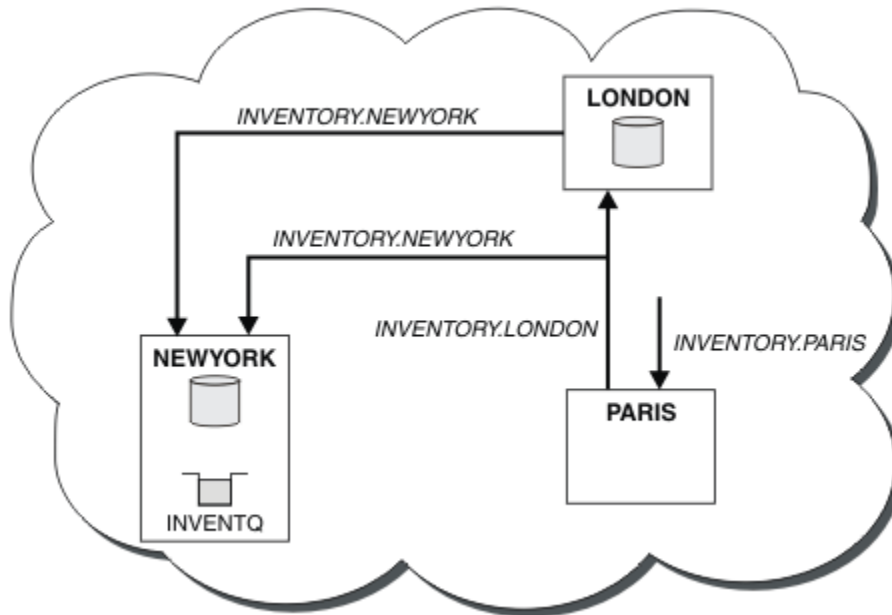 LONDON
INVENTORY.NEWYORK
INVENTORY.NEWYORK
INVENTORY.LONDON
INVENTORY.PARIS
NEWYORK
PARIS
INVENTQ